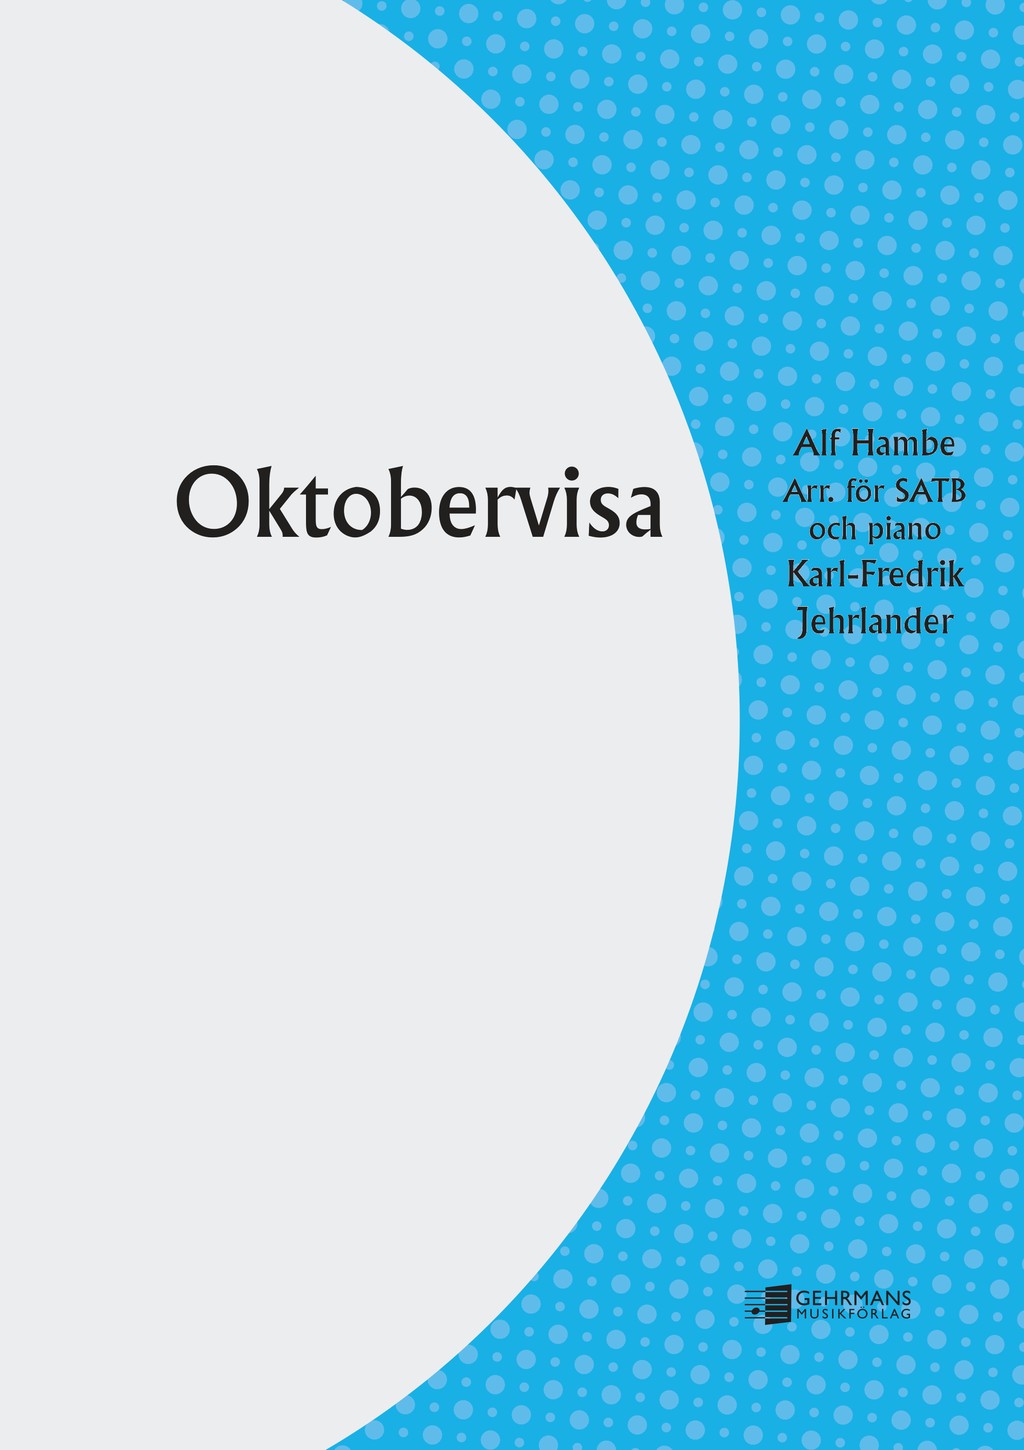 Oktobervisa
Alf Hambe
Arr. för SATB
och piano
Karl-Fredrik
Jehrlander
GEHRMANS
MUSIKFÖRLAG